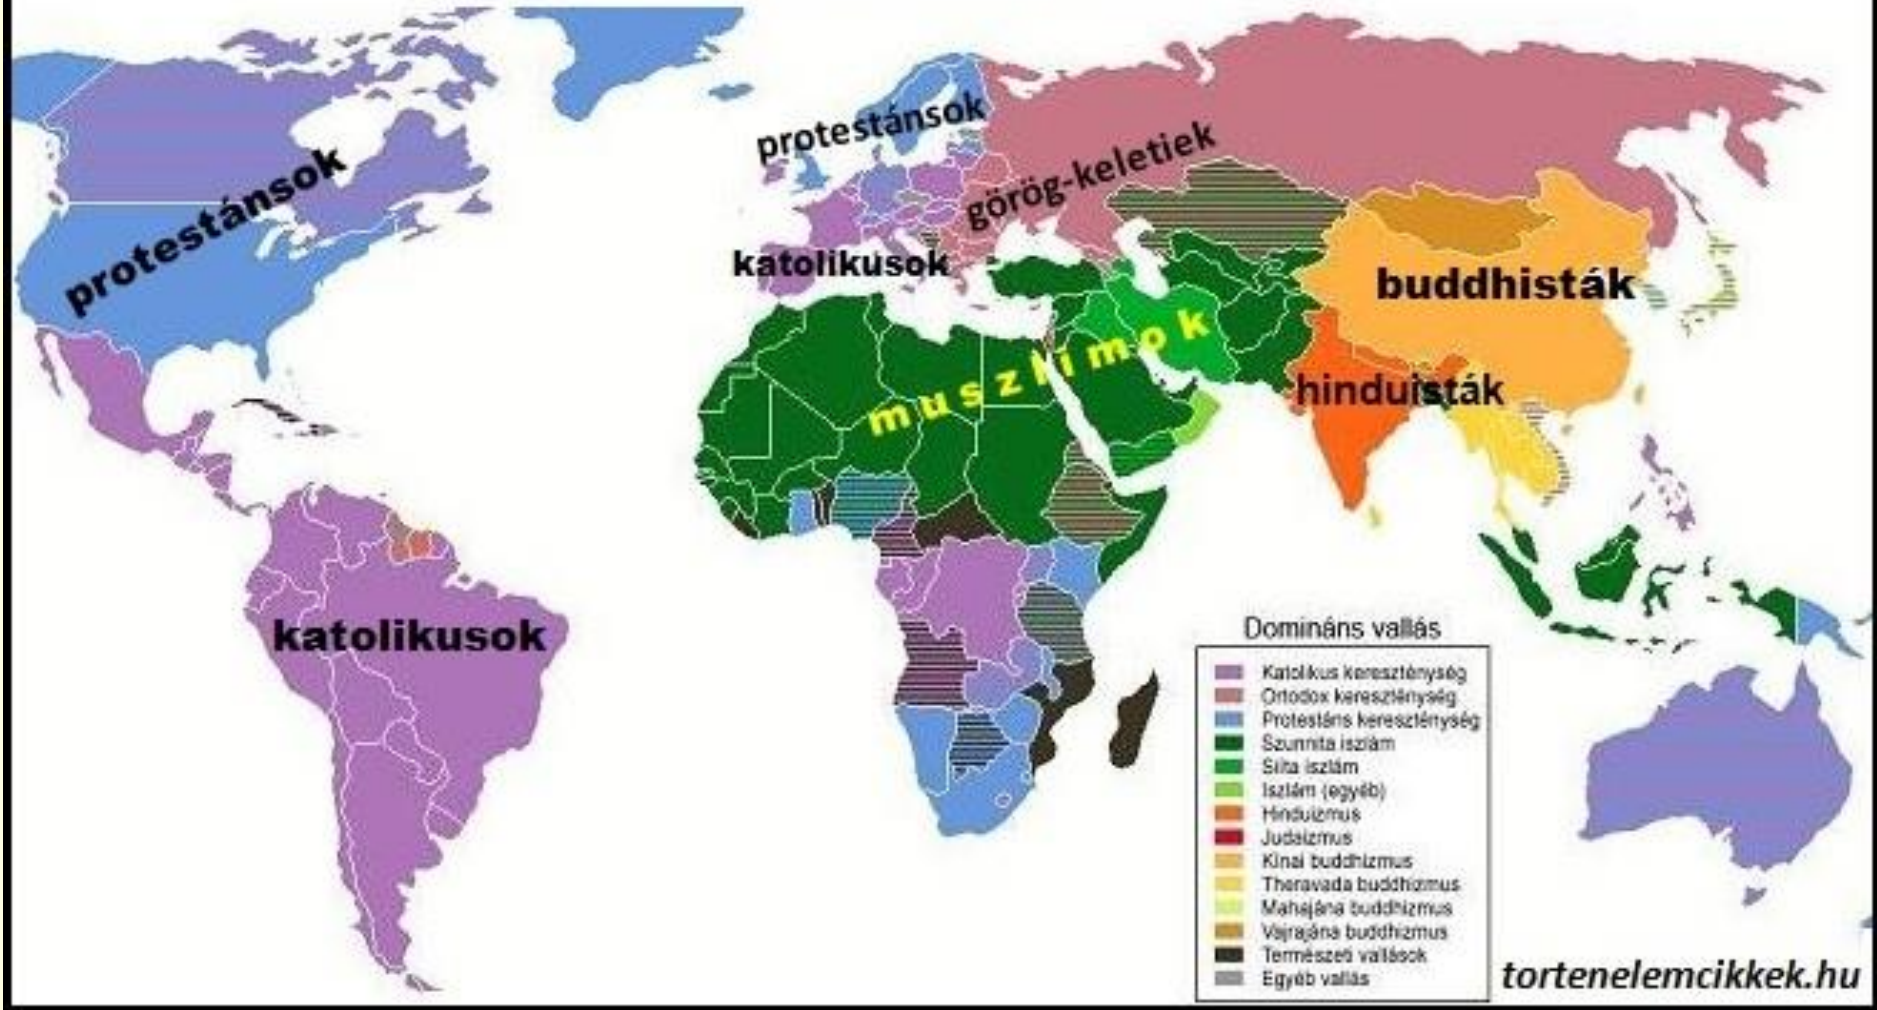 protestánsok
protestánsok
görög-keletiek
katolikusok
buddhisták
muszlimok
hinduisták
katolikusok
Domináns vallás
Katolikus kereszténység
Ortodox kereszténység
Protestáns kereszténység
Szunnita iszlám
Siíta iszlám
Iszlám (egyéb)
Hinduizmus
Judaizmus
Kínai buddhizmus
Theravada buddhizmus
Mahajána buddhizmus
Vajrajána buddhizmus
Természeti vallások
Egyéb vallás
tortenelemcikkek.hu